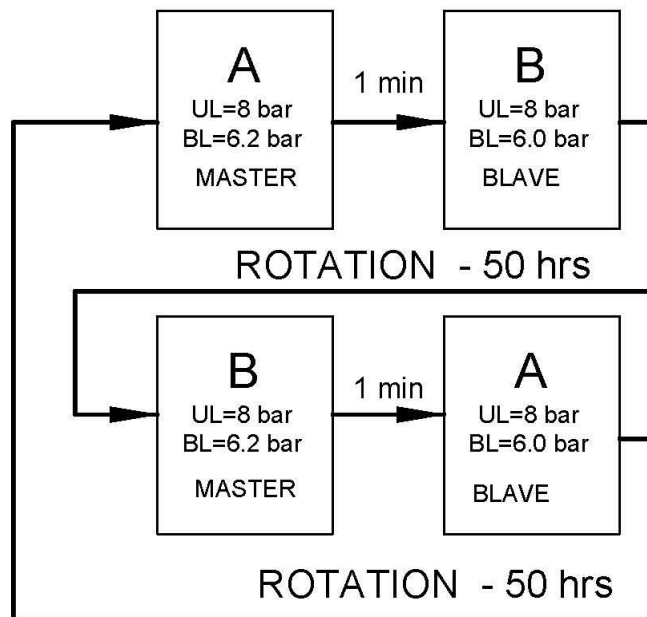 A
UL=8 bar
BL=6.2 bar
MASTER
1 min
B
UL=8 bar
BL=6.0 bar
BLAVE
ROTATION - 50 hrs
B
UL=8 bar
BL=6.2 bar
MASTER
1 min
A
UL=8 bar
BL=6.0 bar
BLAVE
ROTATION - 50 hrs